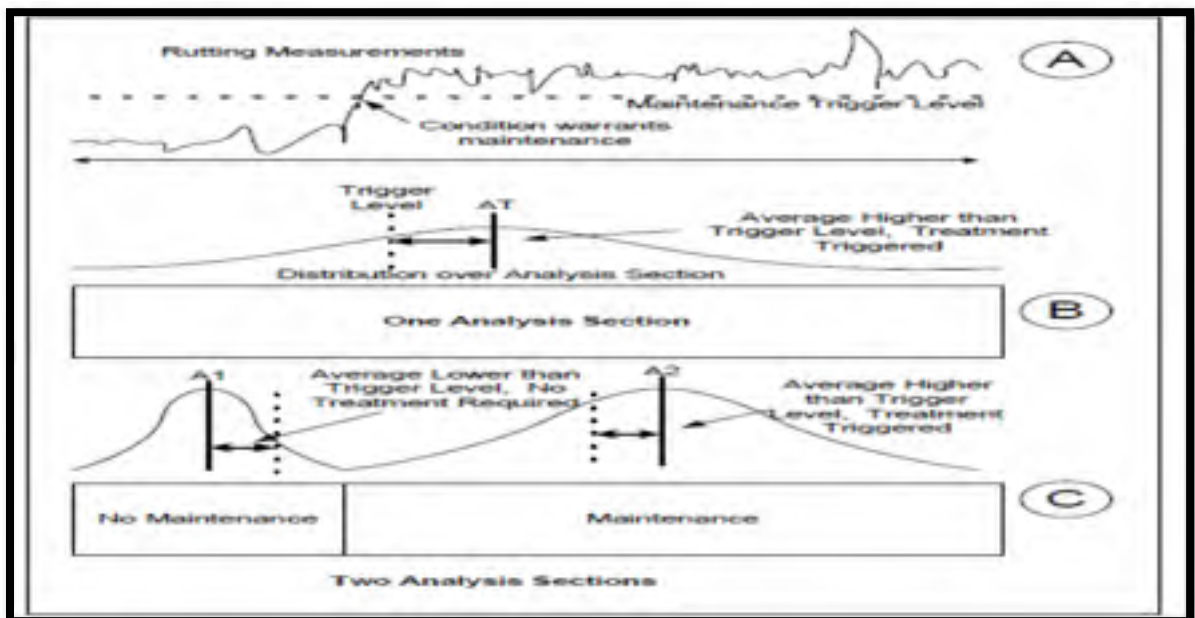 Rutting Measurements
A
Maintenance Trigger Level
Condition warrants
maintenance
Trigger
Level
AT
Average Higher than
Trigger Level, Treatment
Triggered
Distribution over Analysis Section
One Analysis Section
B
A1
Average Lower than
Trigger Level, No
Treatment Required
A2
Average Higher
than Trigger
Level, Treatment
Triggered
No Maintenance
Maintenance
C
Two Analysis Sections